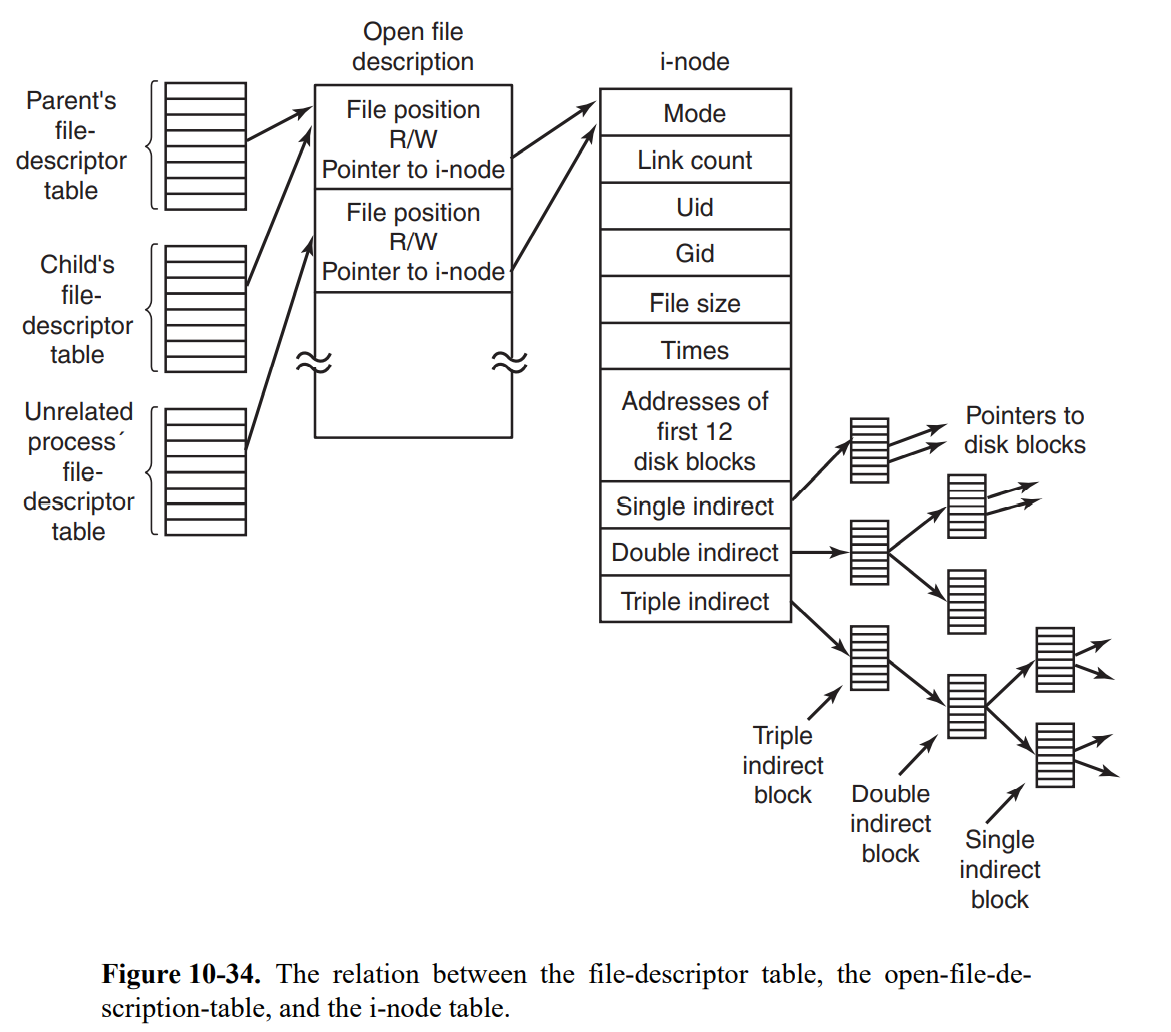 Open file
description
i-node
Parent's
file-
descriptor
table
File position
R/W
Pointer to i-node
File position
R/W
Pointer to i-node
Child's
file-
descriptor
table
Unrelated
process´
file-
descriptor
table
Mode
Link count
Uid
Gid
File size
Times
Addresses of
first 12
disk blocks
Single indirect
Double indirect
Triple indirect
Pointers to
disk blocks
Triple
indirect
block
Double
indirect
block
Single
indirect
block
Figure 10-34. The relation between the file-descriptor table, the open-file-de-
scription-table, and the i-node table.